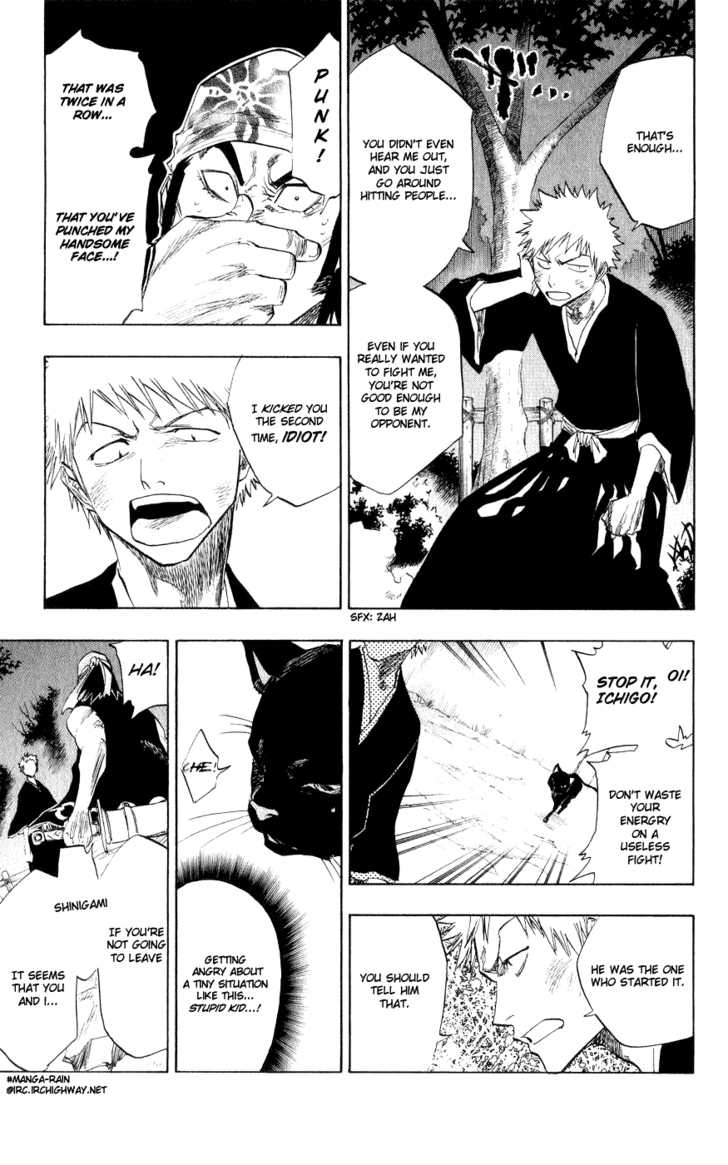 THAT'S
ENOUGH...
ザ...
YOU DIDN'T EVEN
HEAR ME OUT,
AND YOU JUST
GO AROUND
HITTING PEOPLE...
EVEN IF YOU
REALLY WANTED
TO FIGHT ME,
YOU'RE NOT
GOOD ENOUGH
TO BE MY
OPPONENT.
SFX: ZAH
PUNK!
THAT WAS
TWICE IN A
ROW...
THAT YOU'VE
PUNCHED MY
HANDSOME
FACE...!
I KICKED YOU
THE SECOND
TIME, IDIOT!
OI!
STOP IT,
ICHIGO!
DON'T WASTE
YOUR
ENERGRY
ON A
USELESS
FIGHT!
HE WAS THE ONE
WHO STARTED IT.
YOU SHOULD
TELL HIM
THAT.
HE!
GETTING
ANGRY ABOUT
A TINY SITUATION
LIKE THIS...
STUPID KID...!
HA!
SHINIGAMI
IF YOU'RE
NOT GOING
TO LEAVE
IT SEEMS
THAT YOU
AND I...
#MANGA-RAIN
@IRC.IRCHIGHWAY.NET